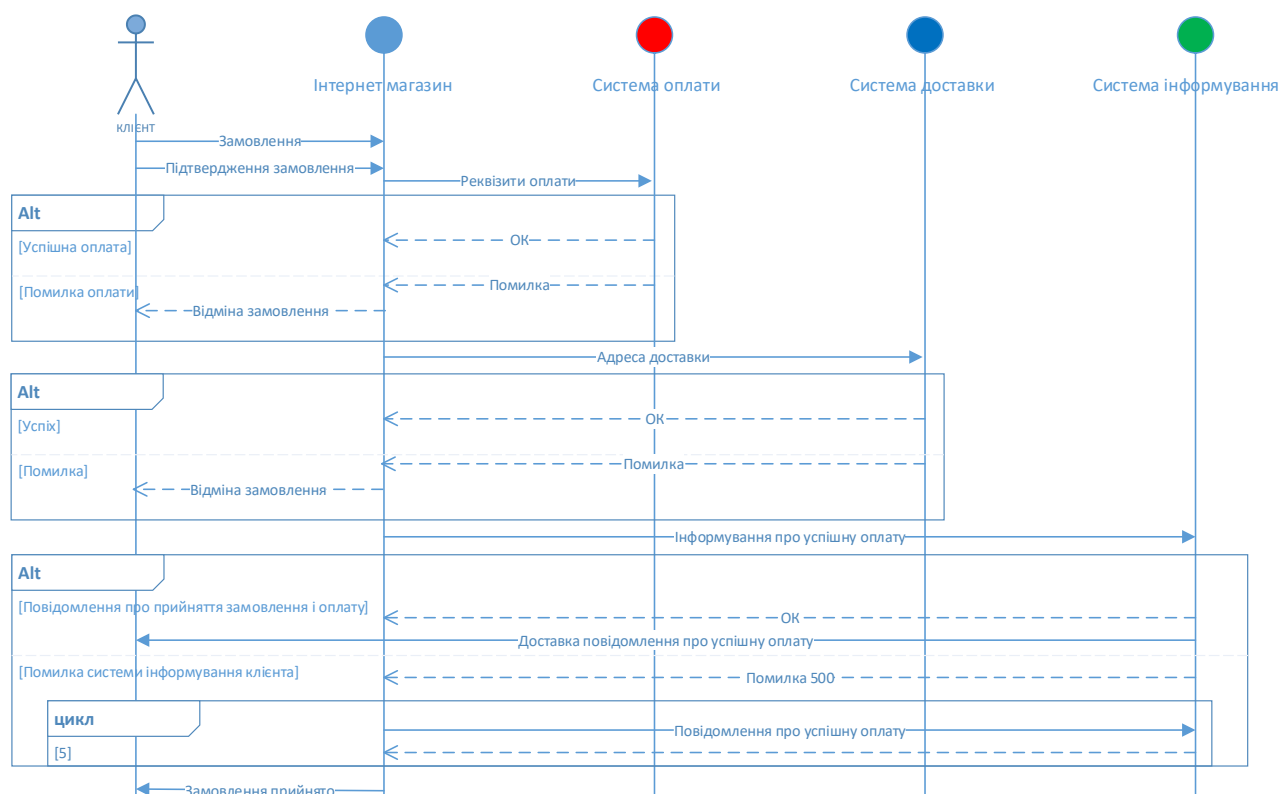 Інтернет магазин
Система оплати
Система доставки
Система інформування
КЛІЄНТ
Замовлення
Підтвердження замовлення
Реквізити оплати
Alt
[Успішна оплата]
ОК
Помилка
[Помилка оплати]
Відміна замовлення
Адреса доставки
Alt
ОК
[Успіх]
Помилка
[Помилка]
Відміна замовлення
Інформування про успішну оплату
Alt
[Повідомлення про прийняття замовлення і оплату]
ОК
Доставка повідомлення про успішну оплату
[Помилка системи інформування клієнта]
Помилка 500
цикл
Повідомлення про успішну оплату
[5]
Замовлення прийнято